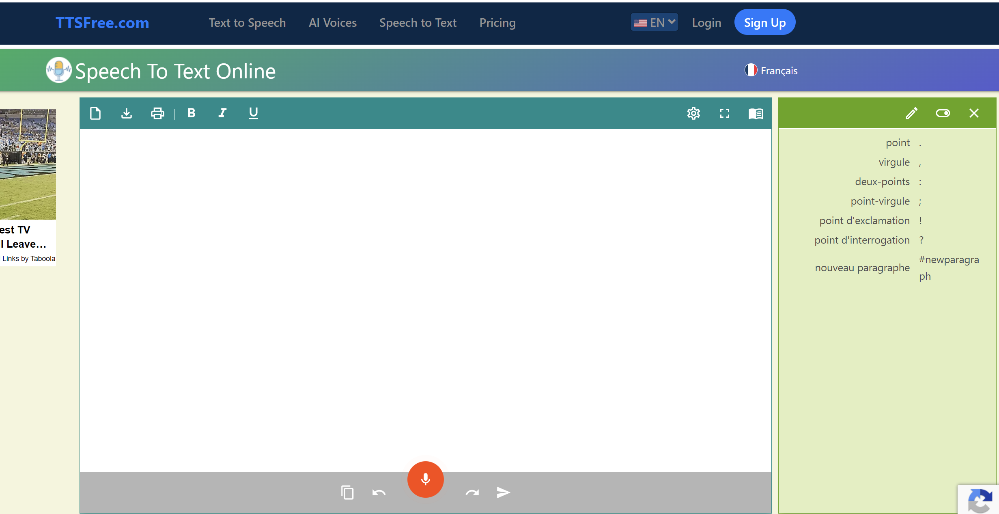 TTSFree.com Text to Speech AI Voices Speech to Text Pricing EN Login Sign Up
Speech To Text Online Français
B I U
est TV
ll Leave...
Links by Taboola
point .
virgule ,
deux-points :
point-virgule ;
point d'exclamation !
point d'interrogation ?
nouveau paragraphe #newparagra
ph